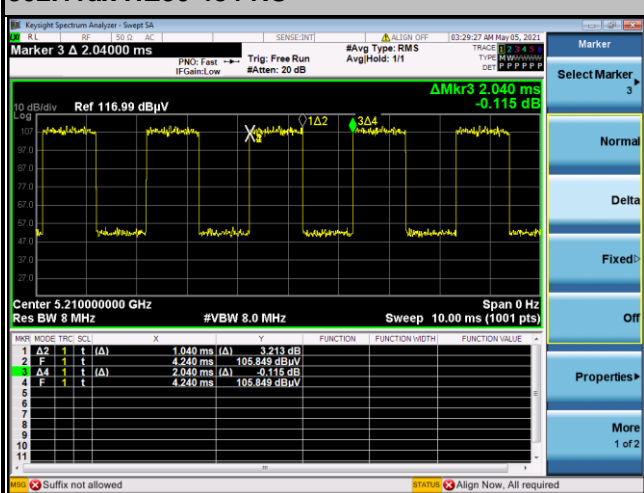 Keysight Spectrum Analyzer - Swept SA
RL RF 50 Ω AC SENSE:INT ALIGN OFF 03:29:27 AM May 05, 2021
Marker 3 Δ 2.04000 ms
PNO: Fast Trig: Free Run #Avg Type: RMS TRACE 1 2 3 4 5 6
IFGain:Low #Atten: 20 dB Avg|Hold: 1/1 TYPE MWWWWW
DET P P P P P P
Marker
Select Marker
3
Normal
Delta
Fixed
Off
Properties
More
1 of 2
ΔMkr3 2.040 ms
-0.115 dB
10 dB/div Ref 116.99 dBµV
Log
107
97.0
87.0
77.0
67.0
57.0
47.0
37.0
27.0
1Δ2 3Δ4
Center 5.210000000 GHz Span 0 Hz
Res BW 8 MHz #VBW 8.0 MHz Sweep 10.00 ms (1001 pts)
MKR MODE TRC SCL X Y FUNCTION FUNCTION WIDTH FUNCTION VALUE
1 Δ2 1 t (Δ) 1.040 ms (Δ) 3.213 dB
2 F 1 t 4.240 ms 105.849 dBµV
3 Δ4 1 t (Δ) 2.040 ms (Δ) -0.115 dB
4 F 1 t 4.240 ms 105.849 dBµV
5
6
7
8
9
10
11
MSG Suffix not allowed STATUS Align Now, All required